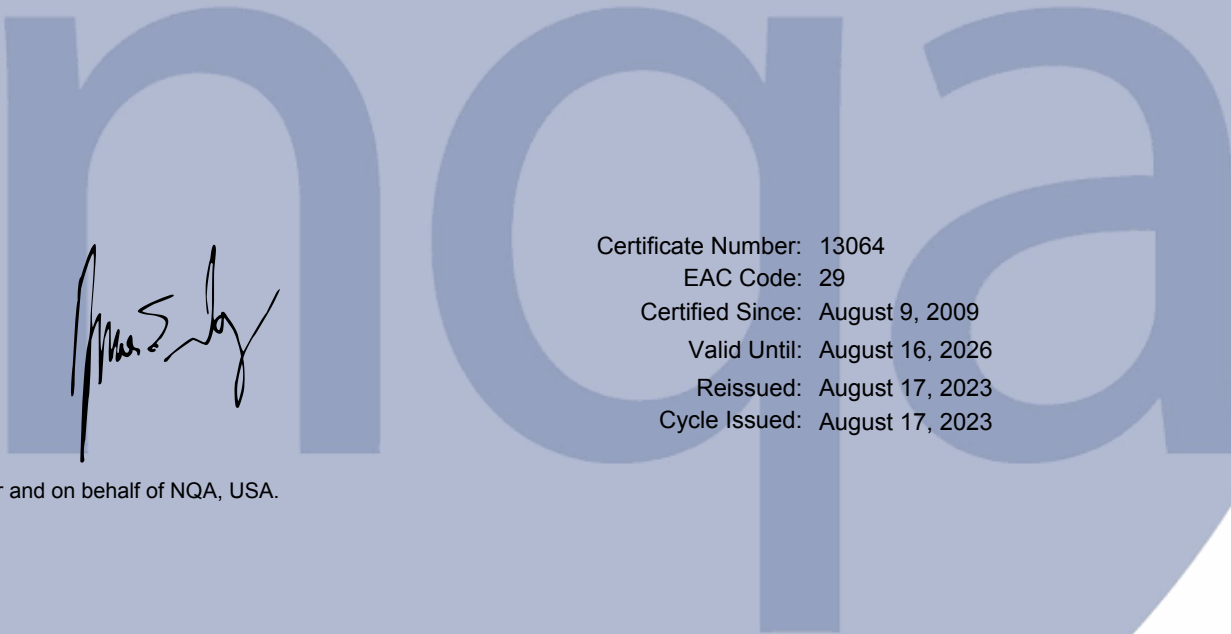 nqa
Certificate Number: 13064
EAC Code: 29
Certified Since: August 9, 2009
Valid Until: August 16, 2026
Reissued: August 17, 2023
Cycle Issued: August 17, 2023
and on behalf of NQA, USA.